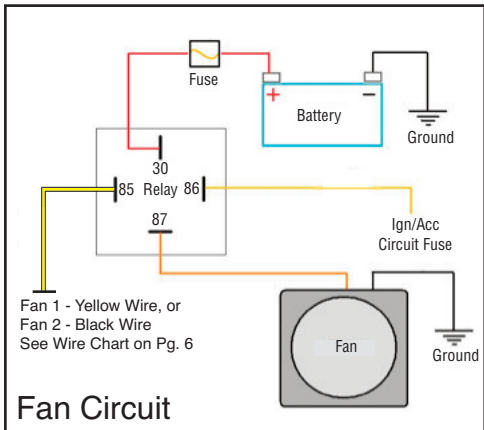 Fuse
+
−
Battery
Ground
30
85 Relay 86
87
Ign/Acc
Circuit Fuse
Fan 1 - Yellow Wire, or
Fan 2 - Black Wire
See Wire Chart on Pg. 6
Fan
Ground
Fan Circuit